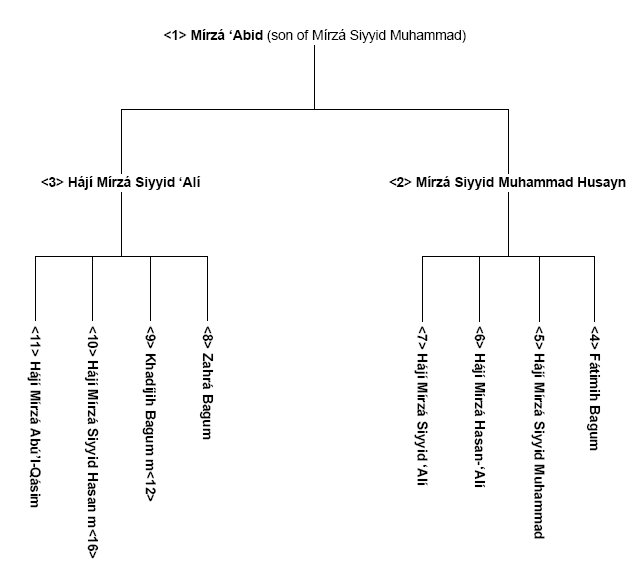 <1> Mírzá ‘Abid (son of Mírzá Siyyid Muhammad)
<3> Hájí Mírzá Siyyid ‘Alí
<2> Mírzá Siyyid Muhammad Husayn
<11> Hájí Mírzá Abú’l-Qásim
<10> Hájí Mírzá Siyyid Hasan m<16>
<9> Khadíjih Bagum m<12>
<8> Zahrá Bagum
<7> Hájí Mírzá Siyyid ‘Alí
<6> Hájí Mírzá Hasan-‘Alí
<5> Hájí Mírzá Siyyid Muhammad
<4> Fátimih Bagum